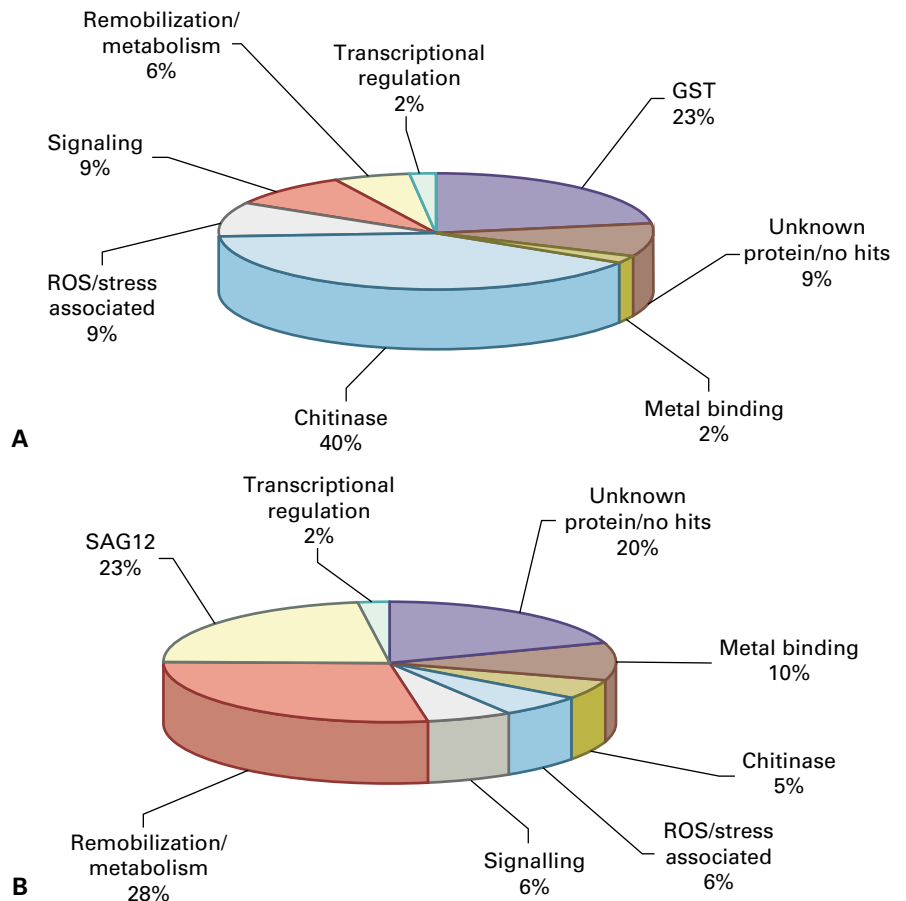 Remobilization/
metabolism
6%
Transcriptional
regulation
2%
GST
23%
Signaling
9%
Unknown
protein/no hits
9%
ROS/stress
associated
9%
Metal binding
2%
Chitinase
40%
A
Transcriptional
regulation
2%
Unknown
protein/no hits
20%
SAG12
23%
Metal binding
10%
Chitinase
5%
ROS/stress
associated
6%
Remobilization/
metabolism
28%
Signalling
6%
B